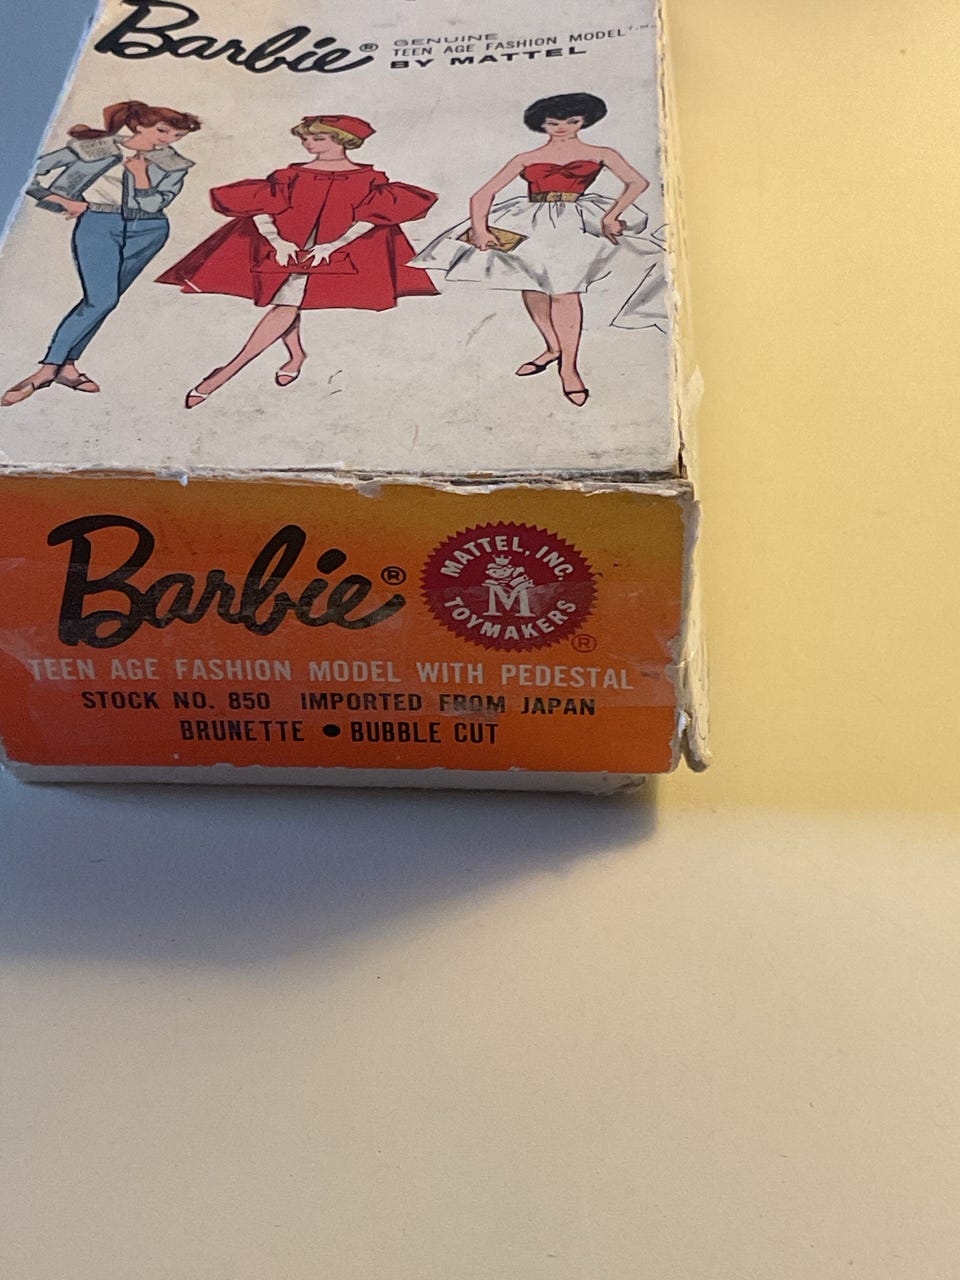 Barbie® GENUINE
TEEN AGE FASHION MODEL T.M.
BY MATTEL
Barbie®
MATTEL, INC.
M
TOYMAKERS
®
TEEN AGE FASHION MODEL WITH PEDESTAL
STOCK NO. 850 IMPORTED FROM JAPAN
BRUNETTE • BUBBLE CUT